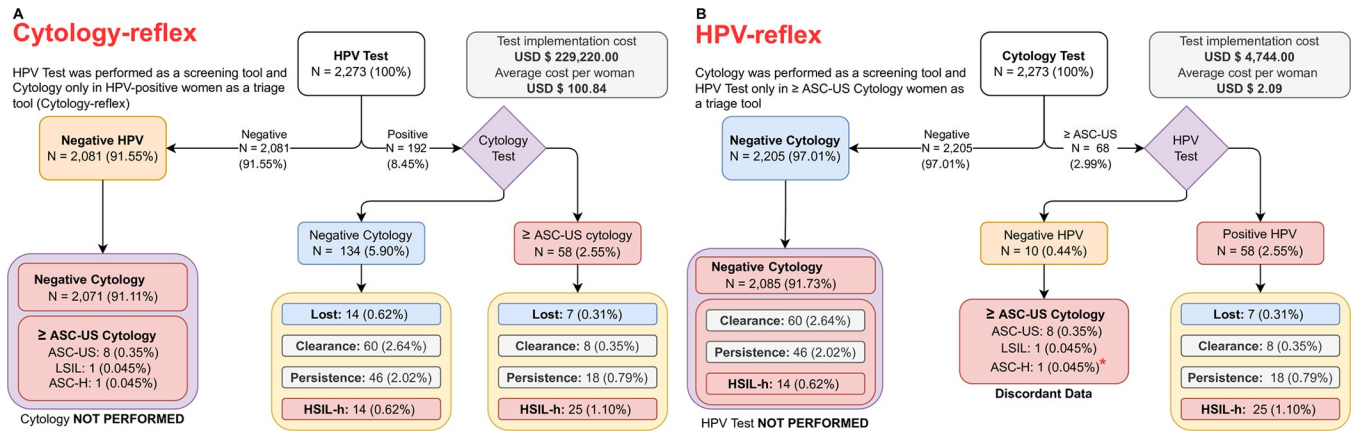 A
Cytology-reflex
HPV Test was performed as a screening tool and
Cytology only in HPV-positive women as a triage
tool (Cytology-reflex)
HPV Test
N = 2,273 (100%)
Test implementation cost
USD $ 229,220.00
Average cost per woman
USD $ 100.84
Negative HPV
N = 2,081 (91.55%)
Negative
N = 2,081
(91.55%)
Positive
N = 192
(8.45%)
Cytology
Test
Negative Cytology
N = 134 (5.90%)
≥ ASC-US cytology
N = 58 (2.55%)
Negative Cytology
N = 2,071 (91.11%)
≥ ASC-US Cytology
ASC-US: 8 (0.35%)
LSIL: 1 (0.045%)
ASC-H: 1 (0.045%)
Cytology NOT PERFORMED
Lost: 14 (0.62%)
Clearance: 60 (2.64%)
Persistence: 46 (2.02%)
HSIL-h: 14 (0.62%)
Lost: 7 (0.31%)
Clearance: 8 (0.35%)
Persistence: 18 (0.79%)
HSIL-h: 25 (1.10%)
B
HPV-reflex
Cytology was performed as a screening tool and
HPV Test only in ≥ ASC-US Cytology women as
a triage tool
Cytology Test
N = 2,273 (100%)
Test implementation cost
USD $ 4,744.00
Average cost per woman
USD $ 2.09
Negative Cytology
N = 2,205 (97.01%)
Negative
N = 2,205
(97.01%)
≥ ASC-US
N = 68
(2.99%)
HPV
Test
Negative HPV
N = 10 (0.44%)
Positive HPV
N = 58 (2.55%)
Negative Cytology
N = 2,085 (91.73%)
Clearance: 60 (2.64%)
Persistence: 46 (2.02%)
HSIL-h: 14 (0.62%)
HPV Test NOT PERFORMED
≥ ASC-US Cytology
ASC-US: 8 (0.35%)
LSIL: 1 (0.045%)
ASC-H: 1 (0.045%)*
Discordant Data
Lost: 7 (0.31%)
Clearance: 8 (0.35%)
Persistence: 18 (0.79%)
HSIL-h: 25 (1.10%)